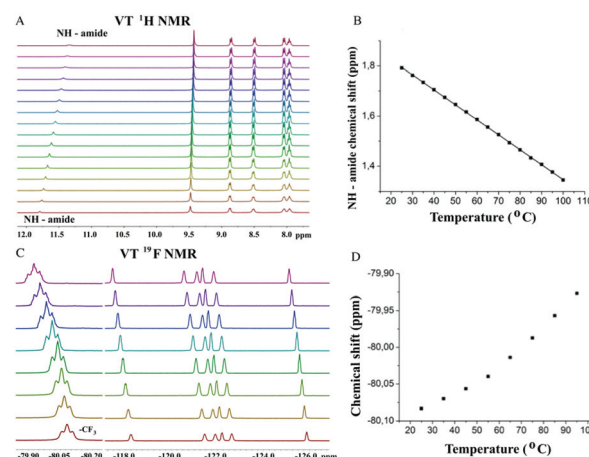 A
VT ¹H NMR
NH - amide
NH - amide
12.0 11.5 11.0 10.5 10.0 9.5 9.0 8.5 8.0 ppm
B
NH - amide chemical shift (ppm)
1,8
1,6
1,4
20 30 40 50 60 70 80 90 100
Temperature (°C)
C
VT ¹⁹F NMR
-CF₃
-79.90 -80.05 -80.70 -118.0 -120.0 -122.0 -124.0 -126.0 ppm
D
Chemical shift (ppm)
-79,90
-79,95
-80,00
-80,05
-80,10
20 30 40 50 60 70 80 90 100
Temperature (°C)